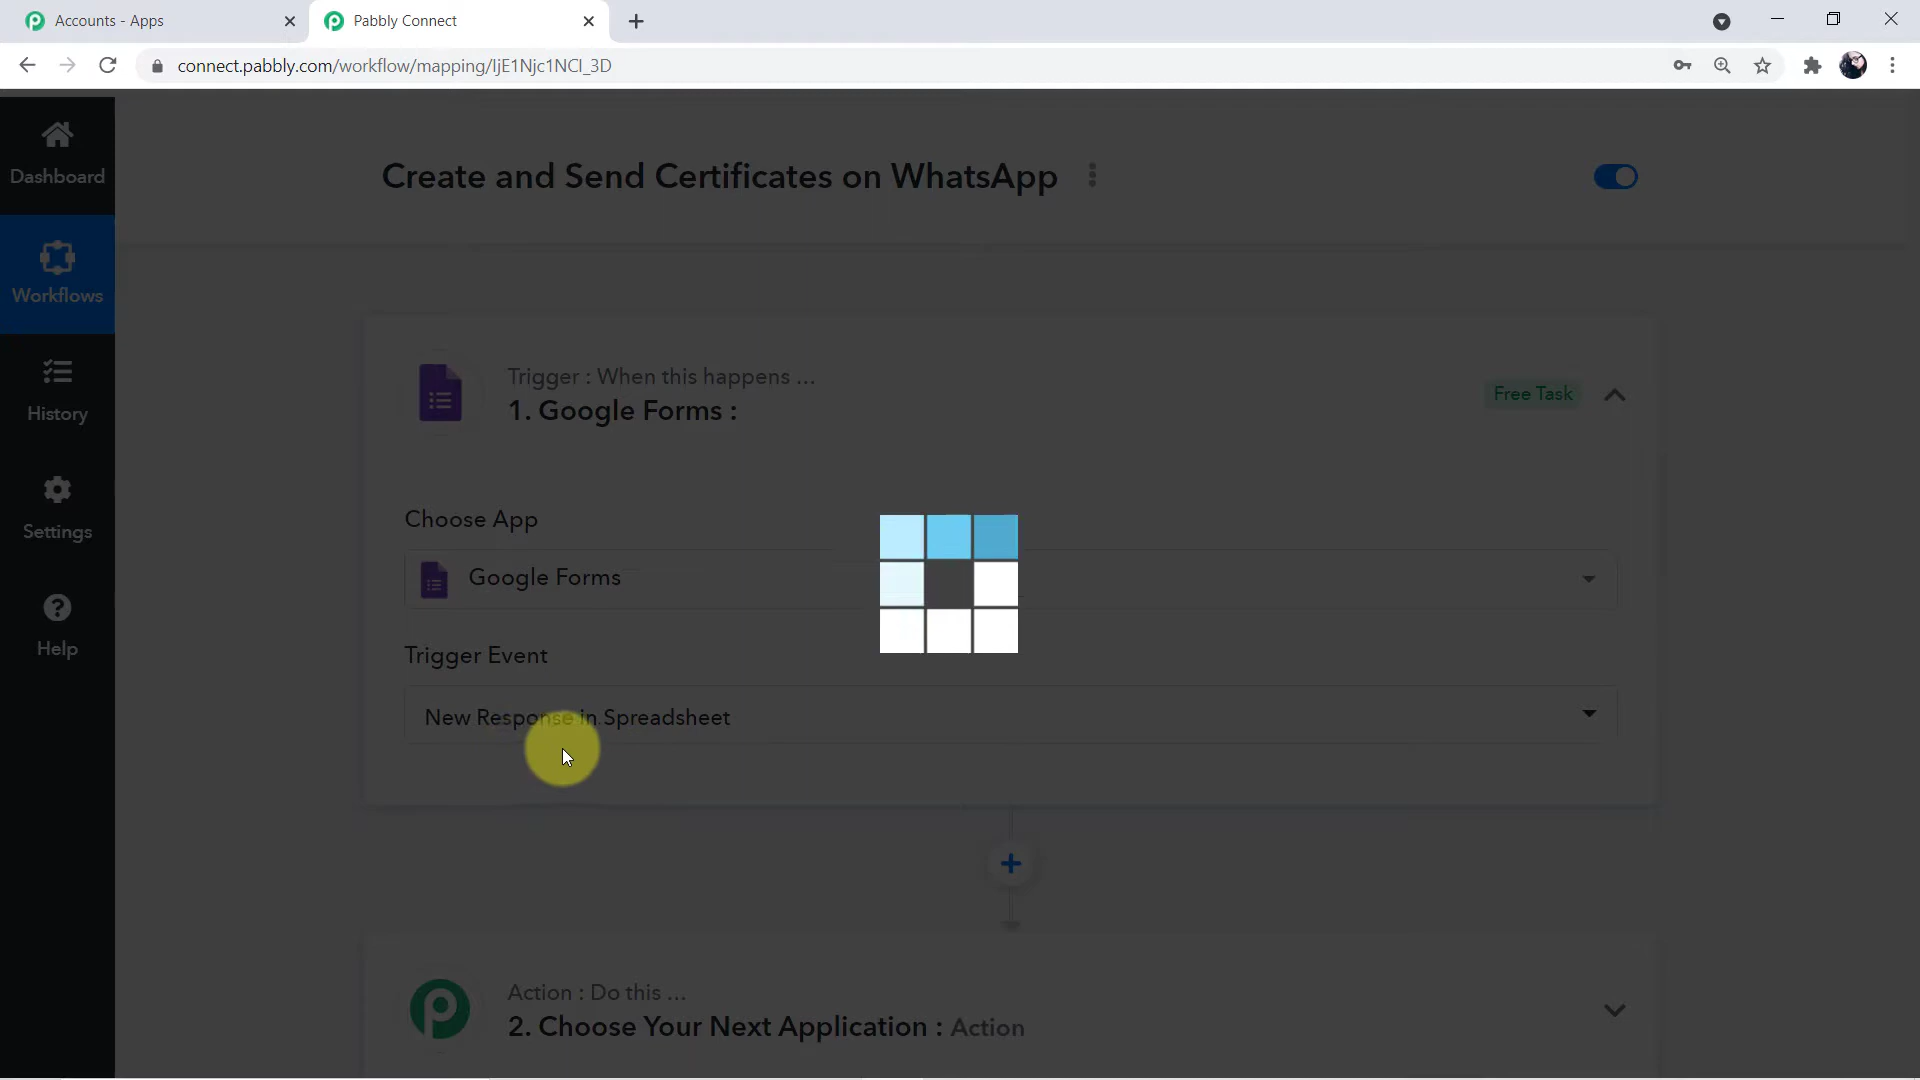 Accounts - Apps
Pabbly Connect
connect.pabbly.com/workflow/mapping/IjE1Njc1NCI_3D
Dashboard
Workflows
History
Settings
Help
Create and Send Certificates on WhatsApp
Trigger : When this happens ...
1. Google Forms :
Free Task
Choose App
Google Forms
Trigger Event
New Response in Spreadsheet
Action : Do this ...
2. Choose Your Next Application : Action